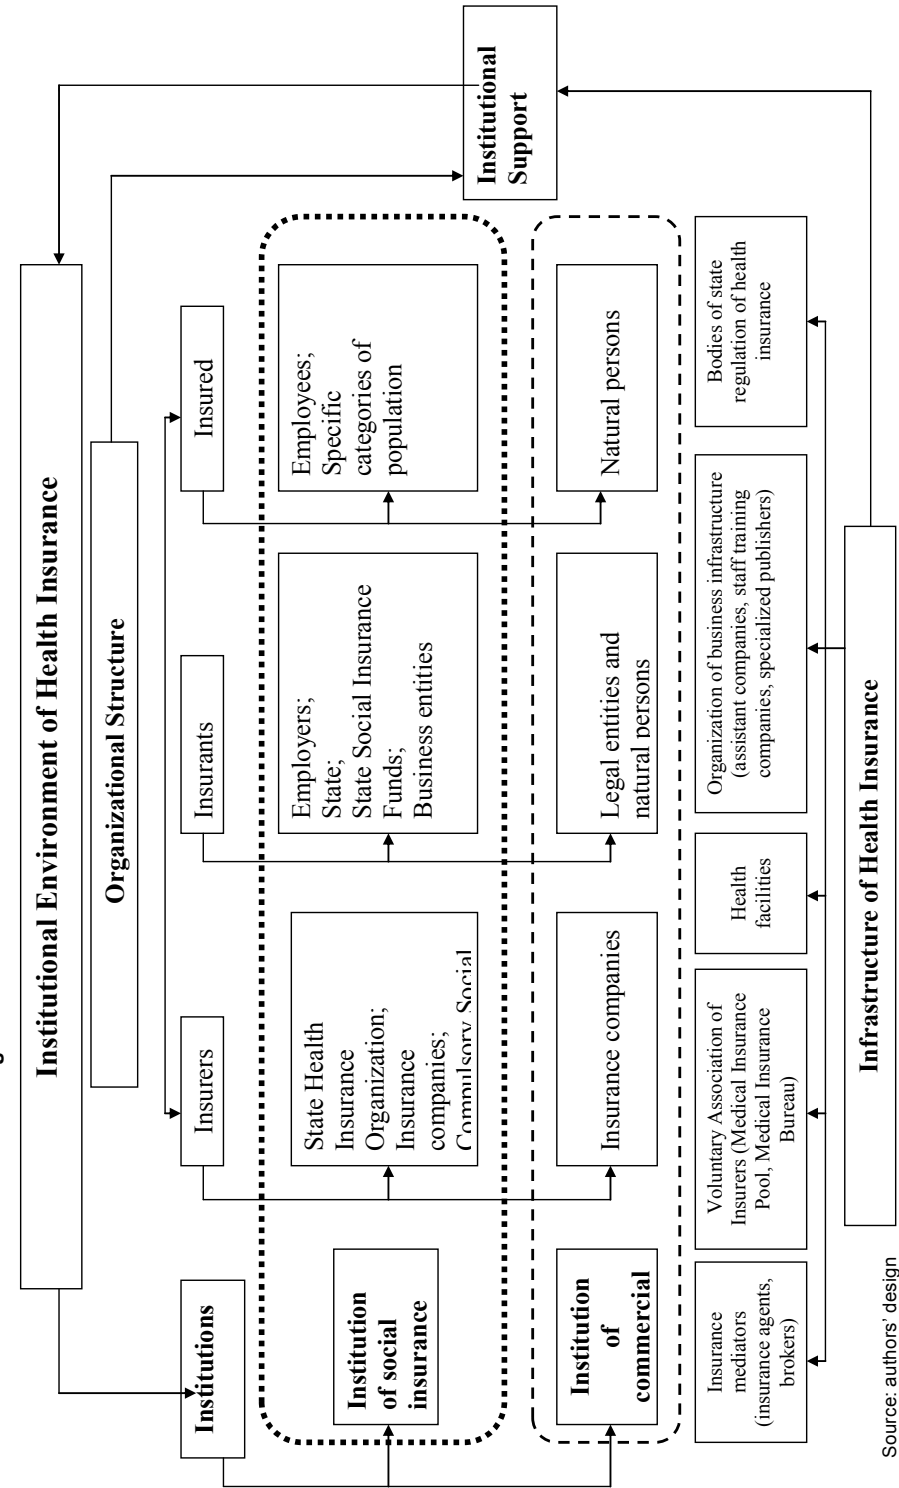 Institutional Environment of Health Insurance
Organizational Structure
Institutional
Support
Institutions
Insurers
Insurants
Insured
Institution
of social
insurance
State Health
Insurance
Organization;
Insurance
companies;
Compulsory Social
Employers;
State;
State Social Insurance
Funds;
Business entities
Employees;
Specific
categories of
population
Institution
of
commercial
Insurance companies
Legal entities and
natural persons
Natural persons
Insurance
mediators
(insurance agents,
brokers)
Voluntary Association of
Insurers (Medical Insurance
Pool, Medical Insurance
Bureau)
Health
facilities
Organization of business infrastructure
(assistant companies, staff training
companies, specialized publishers)
Bodies of state
regulation of health
insurance
Infrastructure of Health Insurance
Source: authors' design